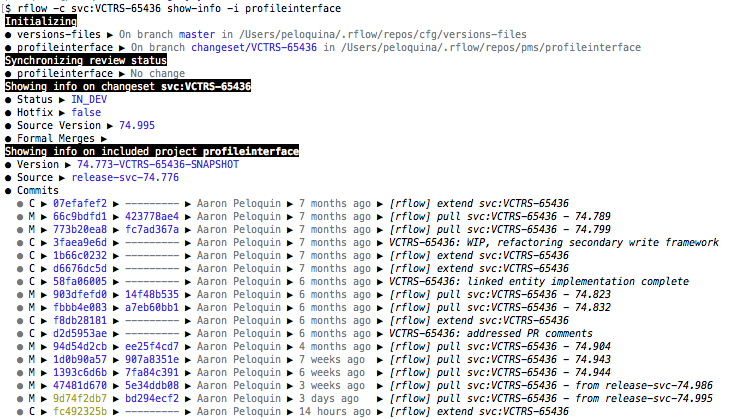 $ rflow -c svc:VCTRS-65436 show-info -i profileinterface
Initializing
● versions-files ▶ On branch master in /Users/peloquina/.rflow/repos/cfg/versions-files
● profileinterface ▶ On branch changeset/VCTRS-65436 in /Users/peloquina/.rflow/repos/pms/profileinterface
Synchronizing review status
● profileinterface ▶ No change
Showing info on changeset svc:VCTRS-65436
● Status ▶ IN_DEV
● Hotfix ▶ false
● Source Version ▶ 74.995
● Formal Merges ▶
Showing info on included project profileinterface
● Version ▶ 74.773-VCTRS-65436-SNAPSHOT
● Source ▶ release-svc-74.776
● Commits
● C ▶ 07efafef2 ▶ --------- ▶ Aaron Peloquin ▶ 7 months ago ▶ [rflow] extend svc:VCTRS-65436
● M ▶ 66c9bdfd1 ▶ 423778ae4 ▶ Aaron Peloquin ▶ 7 months ago ▶ [rflow] pull svc:VCTRS-65436 - 74.789
● M ▶ 773b20ea8 ▶ fc7ad367a ▶ Aaron Peloquin ▶ 7 months ago ▶ [rflow] pull svc:VCTRS-65436 - 74.799
● C ▶ 3faea9e6d ▶ --------- ▶ Aaron Peloquin ▶ 7 months ago ▶ VCTRS-65436: WIP, refactoring secondary write framework
● C ▶ 1b66c0232 ▶ --------- ▶ Aaron Peloquin ▶ 7 months ago ▶ [rflow] extend svc:VCTRS-65436
● C ▶ d6676dc5d ▶ --------- ▶ Aaron Peloquin ▶ 7 months ago ▶ [rflow] extend svc:VCTRS-65436
● C ▶ 58fa06005 ▶ --------- ▶ Aaron Peloquin ▶ 6 months ago ▶ VCTRS-65436: linked entity implementation complete
● M ▶ 903dfefd0 ▶ 14f48b535 ▶ Aaron Peloquin ▶ 6 months ago ▶ [rflow] pull svc:VCTRS-65436 - 74.823
● M ▶ fbbb4e083 ▶ a7eb60bb1 ▶ Aaron Peloquin ▶ 6 months ago ▶ [rflow] pull svc:VCTRS-65436 - 74.832
● C ▶ f8db28181 ▶ --------- ▶ Aaron Peloquin ▶ 6 months ago ▶ [rflow] extend svc:VCTRS-65436
● C ▶ d2d5953ae ▶ --------- ▶ Aaron Peloquin ▶ 6 months ago ▶ VCTRS-65436: addressed PR comments
● M ▶ 94d54d2cb ▶ ee25f4cd7 ▶ Aaron Peloquin ▶ 4 months ago ▶ [rflow] pull svc:VCTRS-65436 - 74.904
● M ▶ 1d0b90a57 ▶ 907a8351e ▶ Aaron Peloquin ▶ 7 weeks ago ▶ [rflow] pull svc:VCTRS-65436 - 74.943
● M ▶ 1393c6d6b ▶ 7fa84c391 ▶ Aaron Peloquin ▶ 6 weeks ago ▶ [rflow] pull svc:VCTRS-65436 - 74.944
● M ▶ 47481d670 ▶ 5e34ddb08 ▶ Aaron Peloquin ▶ 3 weeks ago ▶ [rflow] pull svc:VCTRS-65436 - from release-svc-74.986
● M ▶ 9d74f2db7 ▶ bd294ecf2 ▶ Aaron Peloquin ▶ 3 days ago ▶ [rflow] pull svc:VCTRS-65436 - from release-svc-74.995
● C ▶ fc492325b ▶ --------- ▶ Aaron Peloquin ▶ 14 hours ago ▶ [rflow] extend svc:VCTRS-65436